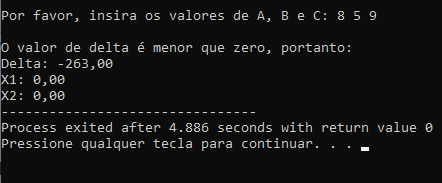 Por favor, insira os valores de A, B e C: 8 5 9
O valor de delta é menor que zero, portanto:
Delta: -263,00
X1: 0,00
X2: 0,00
--------------------------------
Process exited after 4.886 seconds with return value 0
Pressione qualquer tecla para continuar. . .